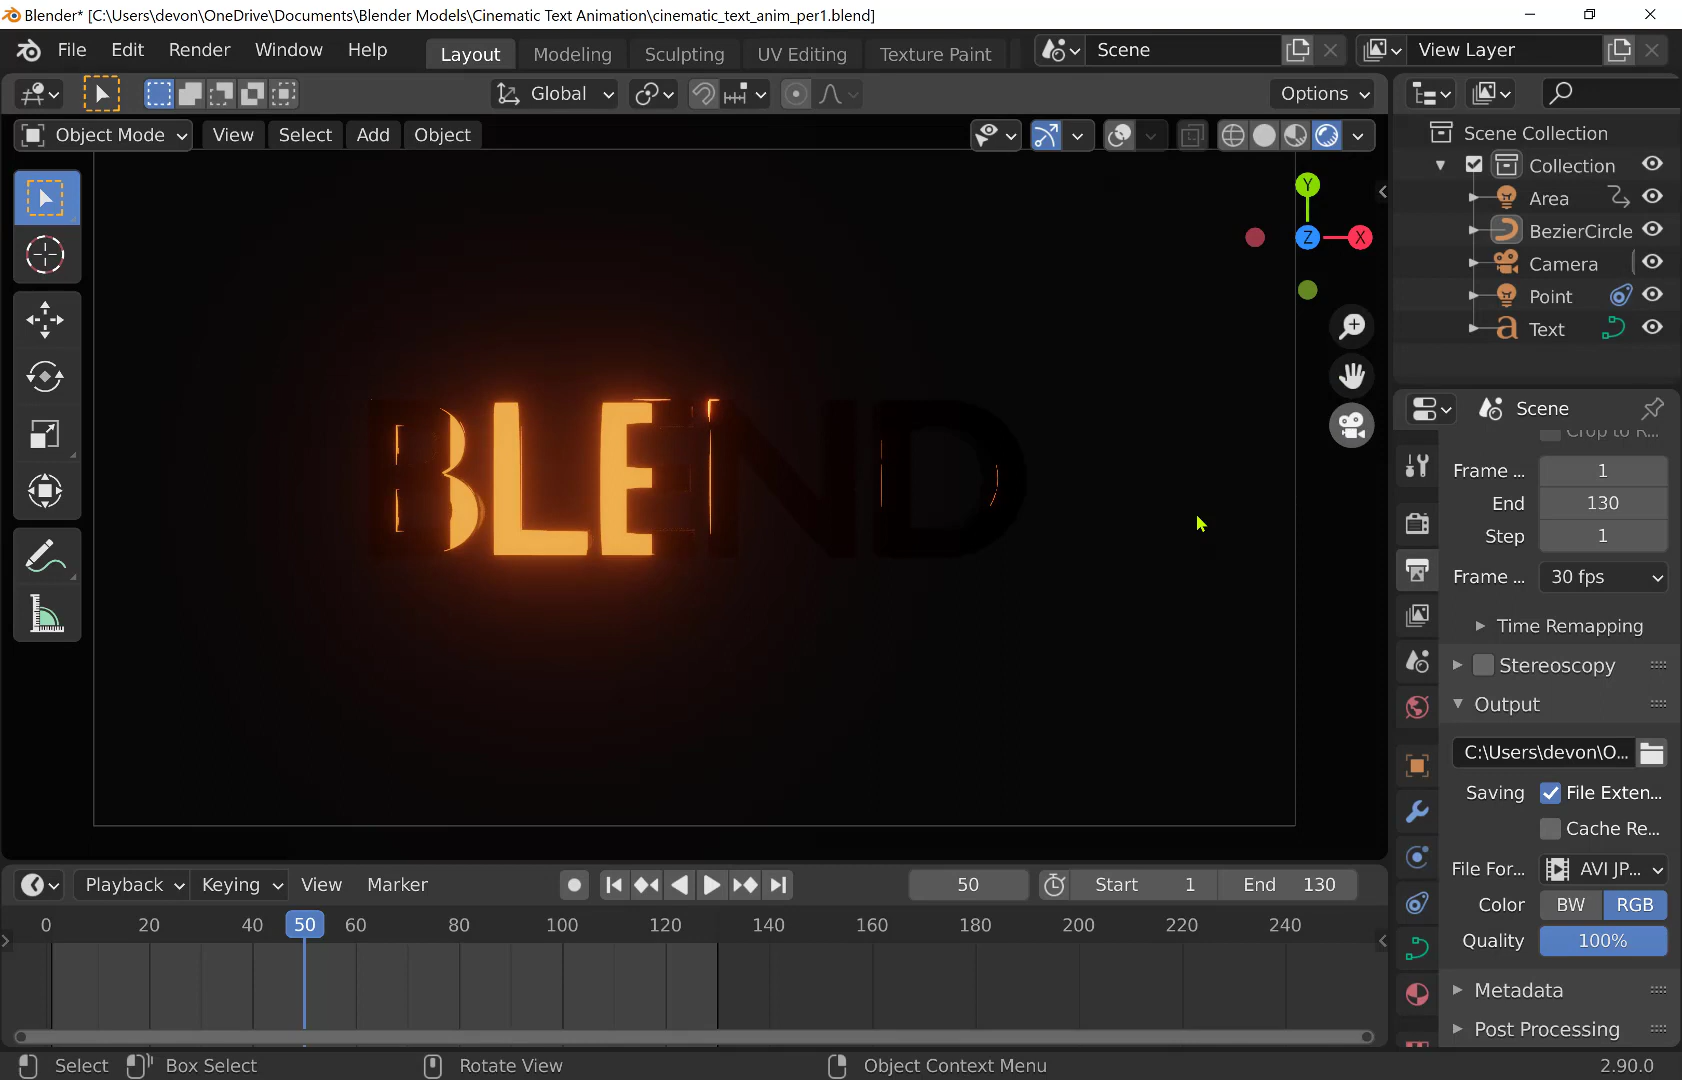 Blender* [C:\Users\devon\OneDrive\Documents\Blender Models\Cinematic Text Animation\cinematic_text_anim_per1.blend]
File Edit Render Window Help Layout Modeling Sculpting UV Editing Texture Paint Scene View Layer
Global Options
Object Mode View Select Add Object
Scene Collection
Collection
Area
BezierCircle
Camera
Point
Text
Y
Z X
BLEND
Scene
Crop to R...
Frame ... 1
End 130
Step 1
Frame ... 30 fps
Time Remapping
Stereoscopy
Output
C:\Users\devon\O...
Saving File Exten...
Cache Re...
File For... AVI JP...
Color BW RGB
Quality 100%
Metadata
Post Processing
Playback Keying View Marker 50 Start 1 End 130
0 20 40 50 60 80 100 120 140 160 180 200 220 240
Select Box Select Rotate View Object Context Menu 2.90.0